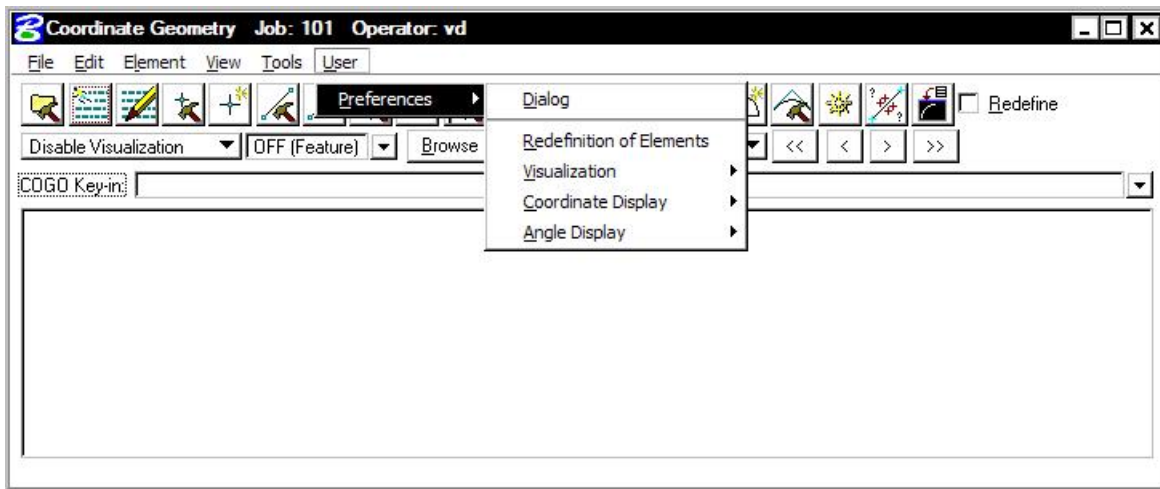 Coordinate Geometry Job: 101 Operator: vd
File Edit Element View Tools User
Preferences Dialog
Redefine
Redefinition of Elements
Disable Visualization OFF (Feature) Browse << < > >>
Visualization
COGO Key-in:
Coordinate Display
Angle Display